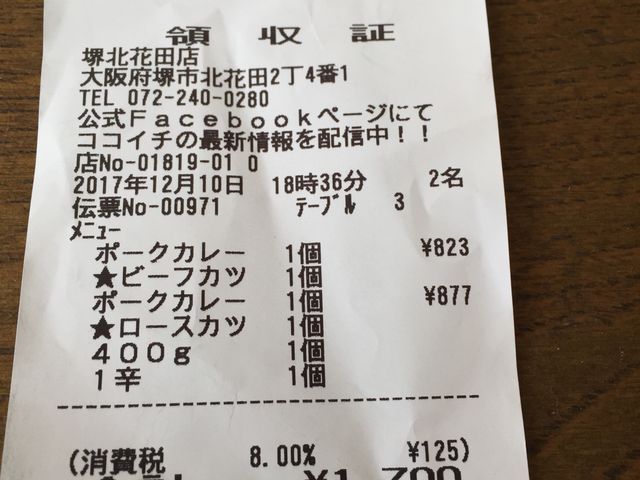 領収証
堺北花田店
大阪府堺市北花田2丁4番1
TEL 072-240-0280
公式Facebookページにて
ココイチの最新情報を配信中!!
店No-01819-01 0
2017年12月10日 18時36分 2名
伝票No-00971 テーブル 3
メニュー
ポークカレー 1個 ¥823
★ビーフカツ 1個
ポークカレー 1個 ¥877
★ロースカツ 1個
400g 1個
1辛 1個
(消費税 8.00% ¥125)
¥1,700